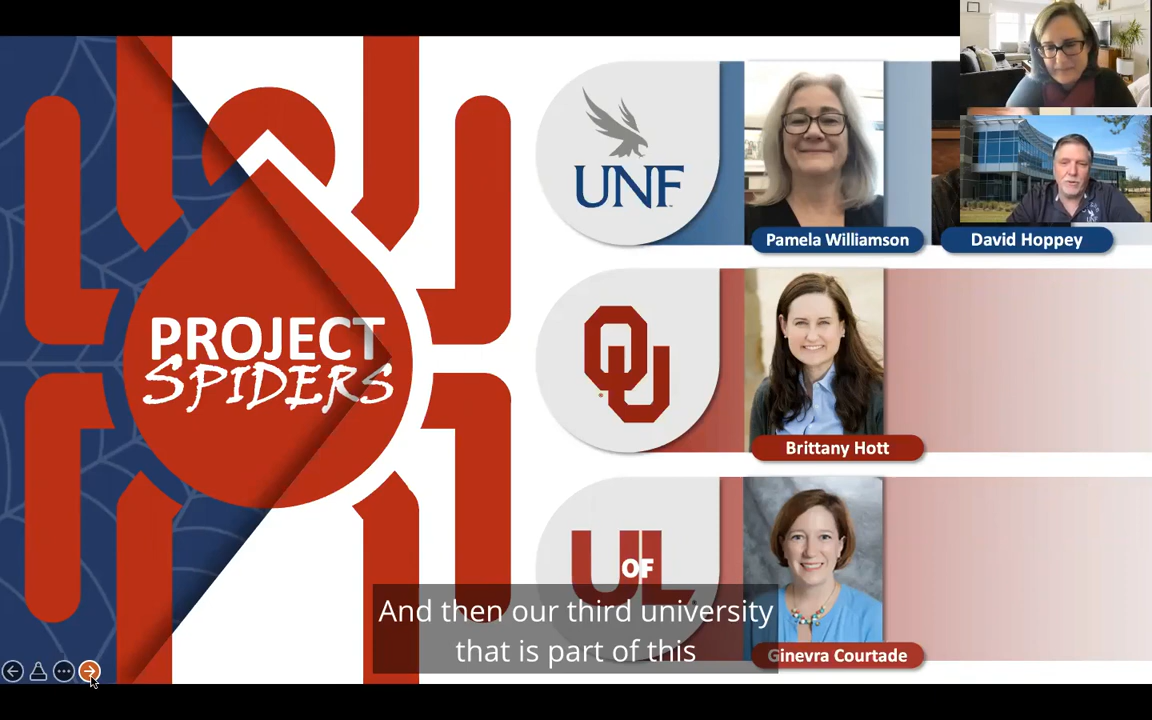 PROJECT
SPIDERS
UNF
Pamela Williamson
David Hoppey
OU
Brittany Hott
U OF L
Ginevra Courtade
And then our third university
that is part of this
UNF